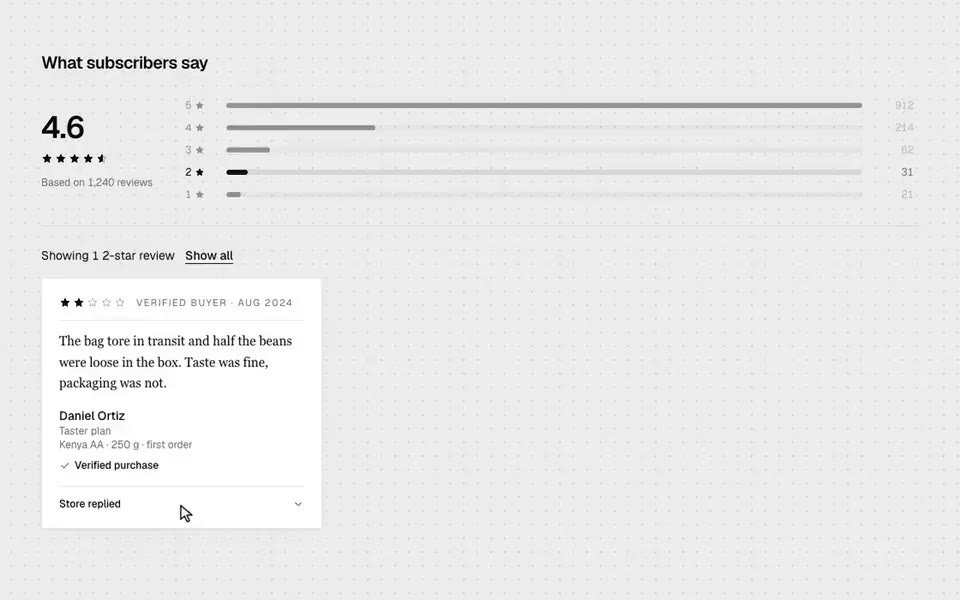 What subscribers say
4.6
Based on 1,240 reviews
5 ★ 912
4 ★ 214
3 ★ 62
2 ★ 31
1 ★ 21
Showing 1 2-star review Show all
VERIFIED BUYER · AUG 2024
The bag tore in transit and half the beans
were loose in the box. Taste was fine,
packaging was not.
Daniel Ortiz
Taster plan
Kenya AA · 250 g · first order
Verified purchase
Store replied